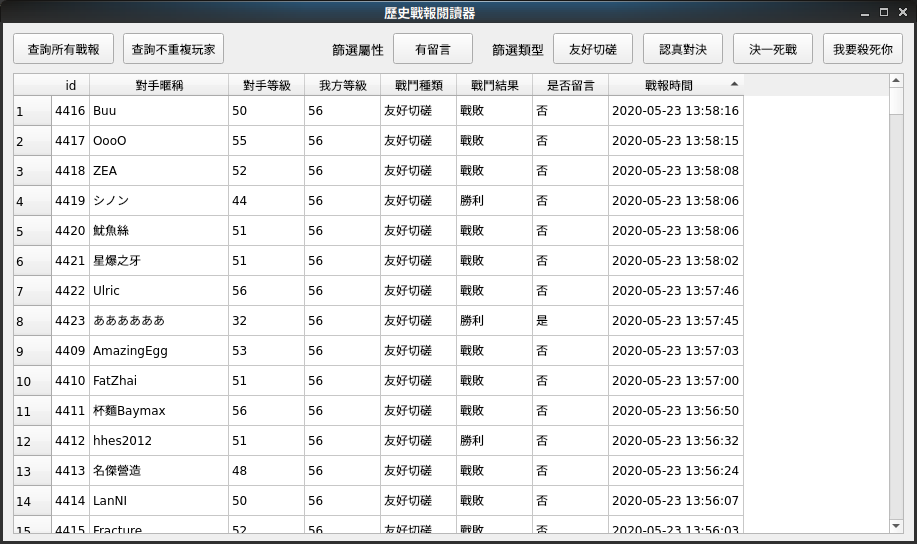 歷史戰報閱讀器
查詢所有戰報 查詢不重複玩家 篩選屬性 有留言 篩選類型 友好切磋 認真對決 決一死戰 我要殺死你
id 對手暱稱 對手等級 我方等級 戰鬥種類 戰鬥結果 是否留言 戰報時間
1 4416 Buu 50 56 友好切磋 戰敗 否 2020-05-23 13:58:16
2 4417 OooO 55 56 友好切磋 戰敗 否 2020-05-23 13:58:15
3 4418 ZEA 52 56 友好切磋 戰敗 否 2020-05-23 13:58:08
4 4419 シノン 44 56 友好切磋 勝利 否 2020-05-23 13:58:06
5 4420 魷魚絲 51 56 友好切磋 戰敗 否 2020-05-23 13:58:06
6 4421 星爆之牙 51 56 友好切磋 戰敗 否 2020-05-23 13:58:02
7 4422 Ulric 56 56 友好切磋 戰敗 否 2020-05-23 13:57:46
8 4423 ああああああ 32 56 友好切磋 勝利 是 2020-05-23 13:57:45
9 4409 AmazingEgg 53 56 友好切磋 戰敗 否 2020-05-23 13:57:03
10 4410 FatZhai 51 56 友好切磋 戰敗 否 2020-05-23 13:57:00
11 4411 杯麵Baymax 56 56 友好切磋 戰敗 否 2020-05-23 13:56:50
12 4412 hhes2012 51 56 友好切磋 勝利 否 2020-05-23 13:56:32
13 4413 名傑營造 48 56 友好切磋 戰敗 否 2020-05-23 13:56:24
14 4414 LanNI 50 56 友好切磋 戰敗 否 2020-05-23 13:56:07
15 4415 Fracture 52 56 友好切磋 戰敗 否 2020-05-23 13:56:03